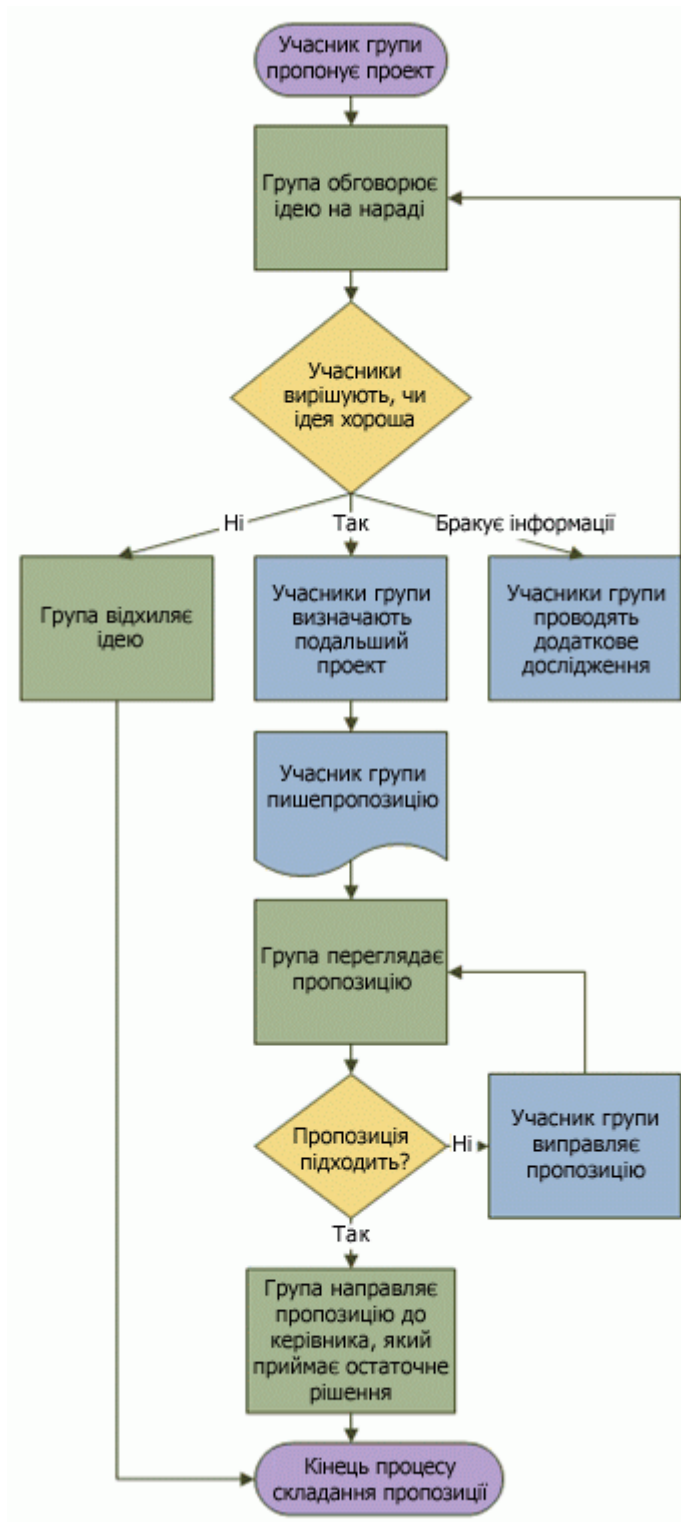 Учасник групи
пропонує проект
Група обговорює
ідею на нараді
Учасники
вирішують, чи
ідея хороша
Ні
Так
Бракує інформації
Група відхиляє
ідею
Учасники групи
визначають
подальший
проект
Учасники групи
проводять
додаткове
дослідження
Учасник групи
пишепропозицію
Група переглядає
пропозицію
Пропозиція
підходить?
Ні
Учасник групи
виправляє
пропозицію
Так
Група направляє
пропозицію до
керівника, який
приймає остаточне
рішення
Кінець процесу
складання пропозиції